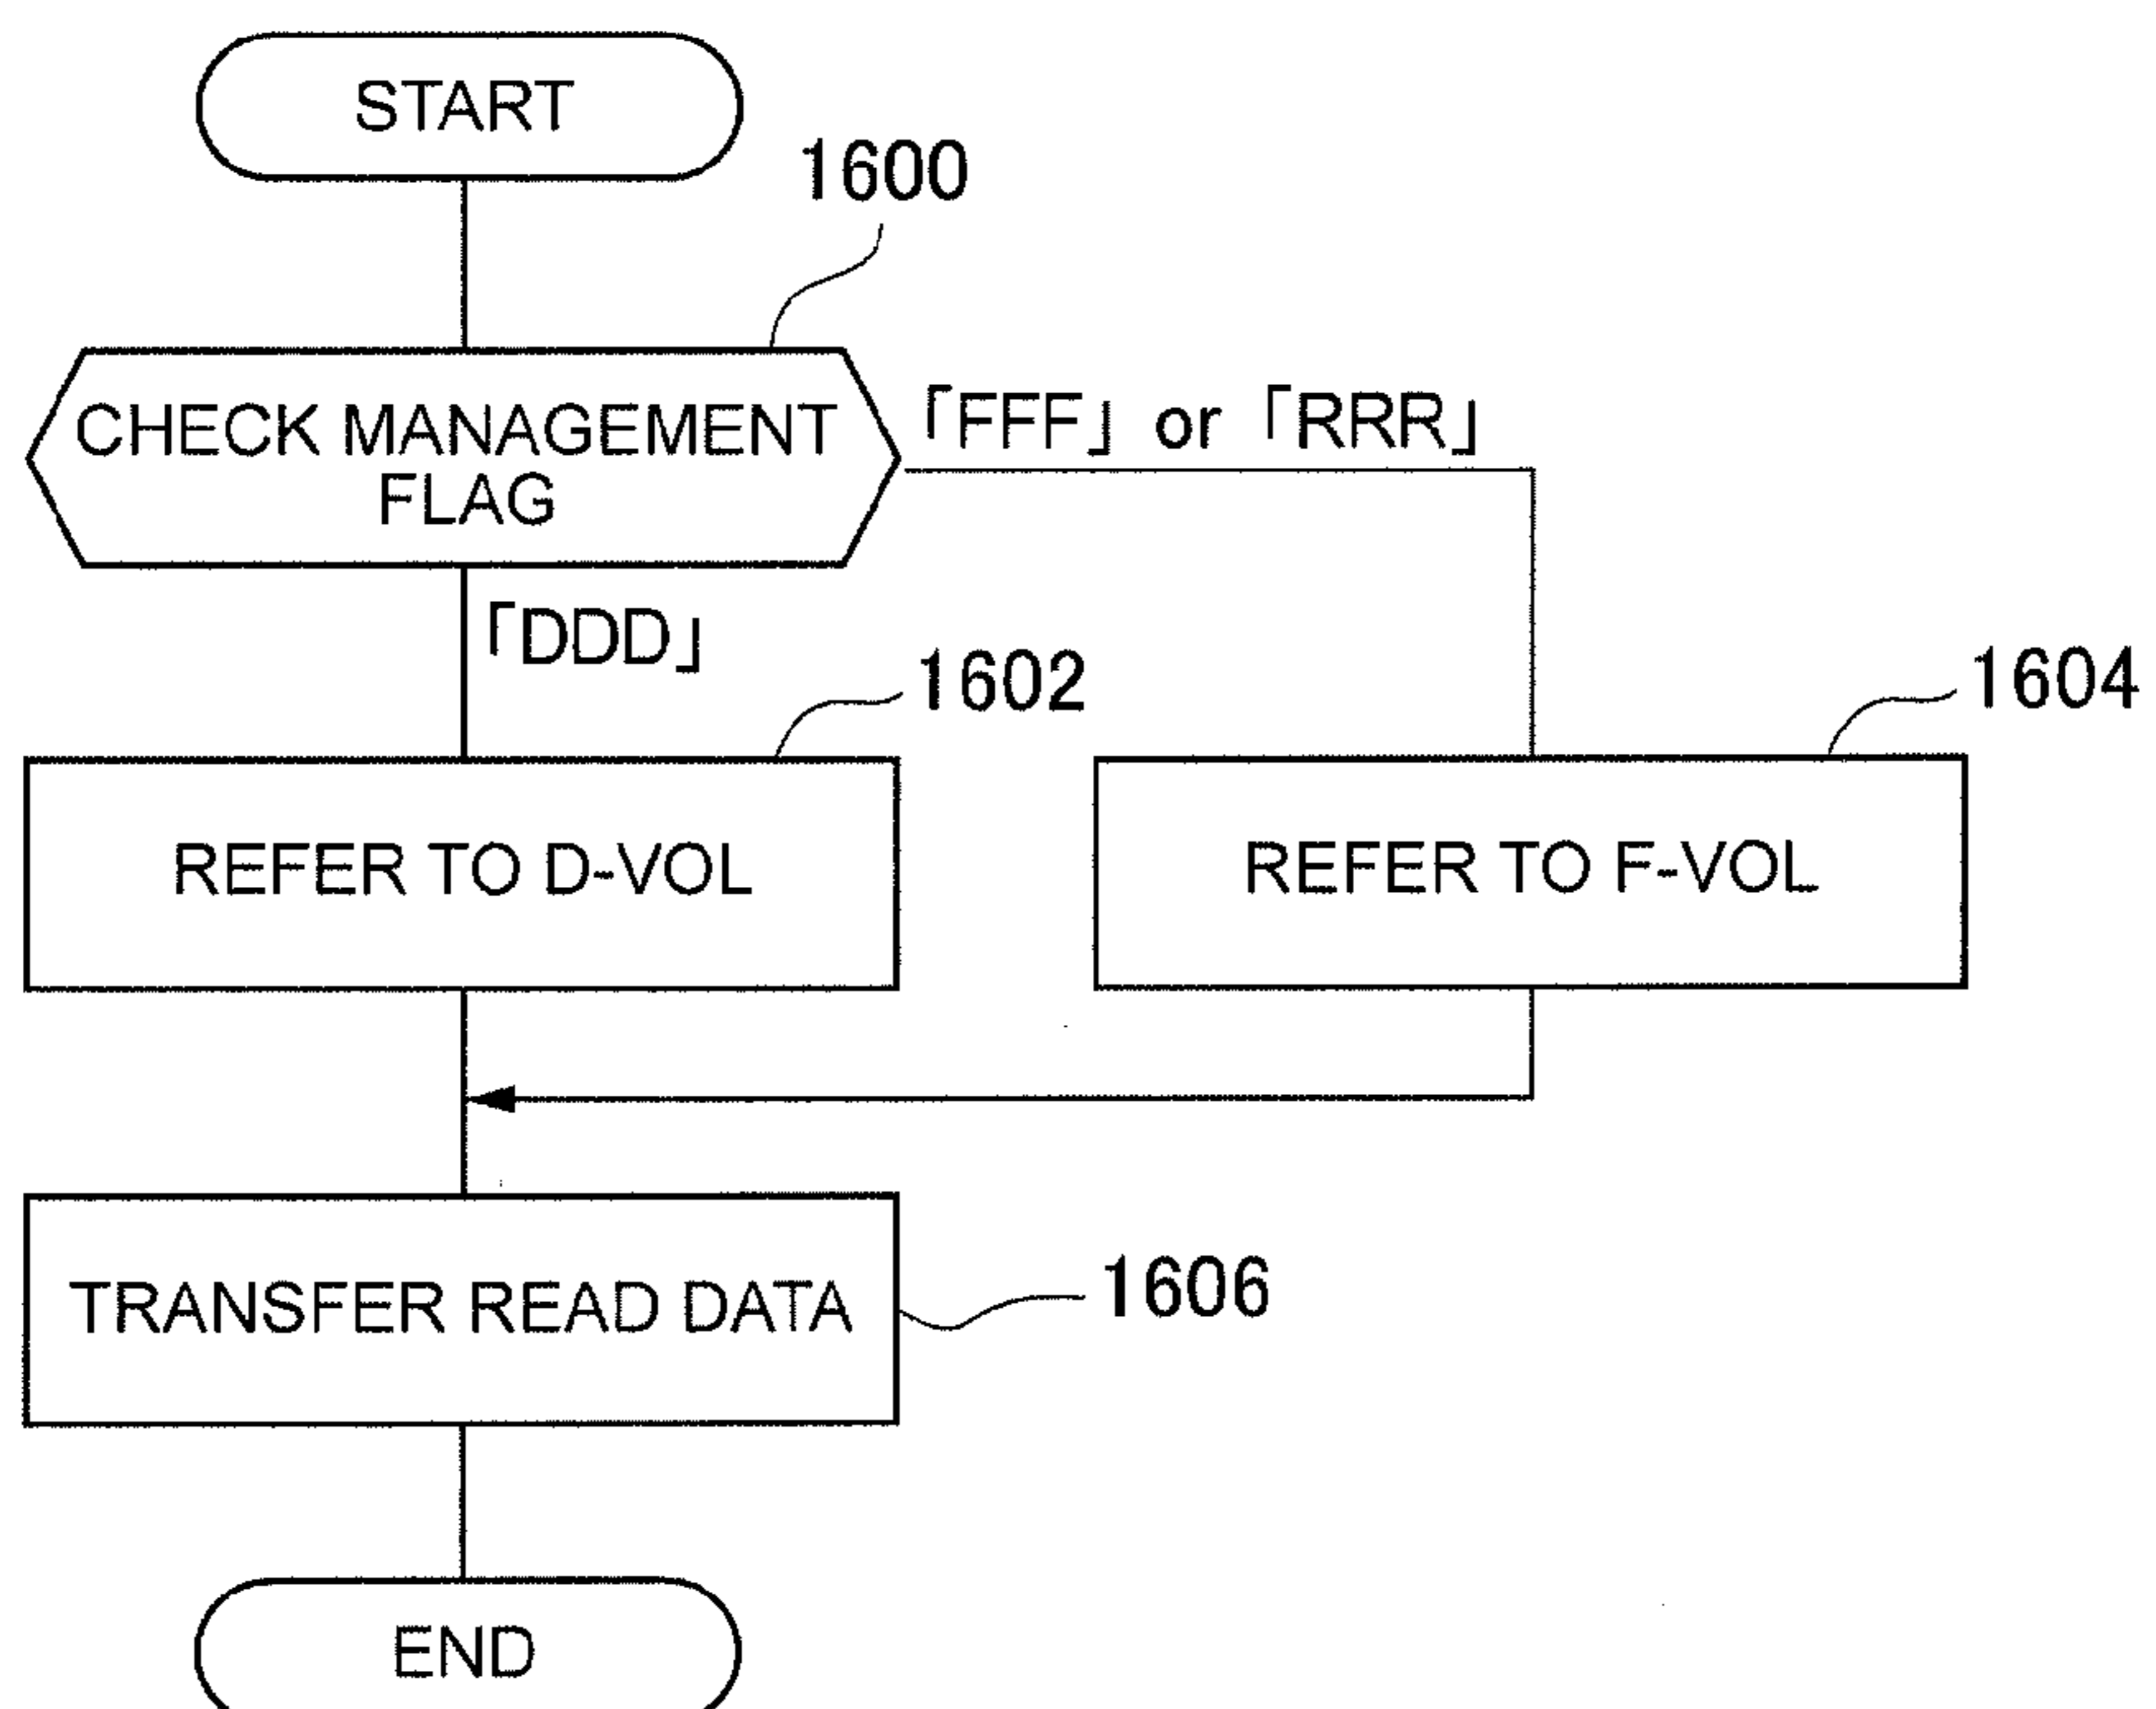 START
1600
CHECK MANAGEMENT
FLAG
「FFF」 or 「RRR」
「DDD」
1602
1604
REFER TO D-VOL
REFER TO F-VOL
TRANSFER READ DATA
1606
END